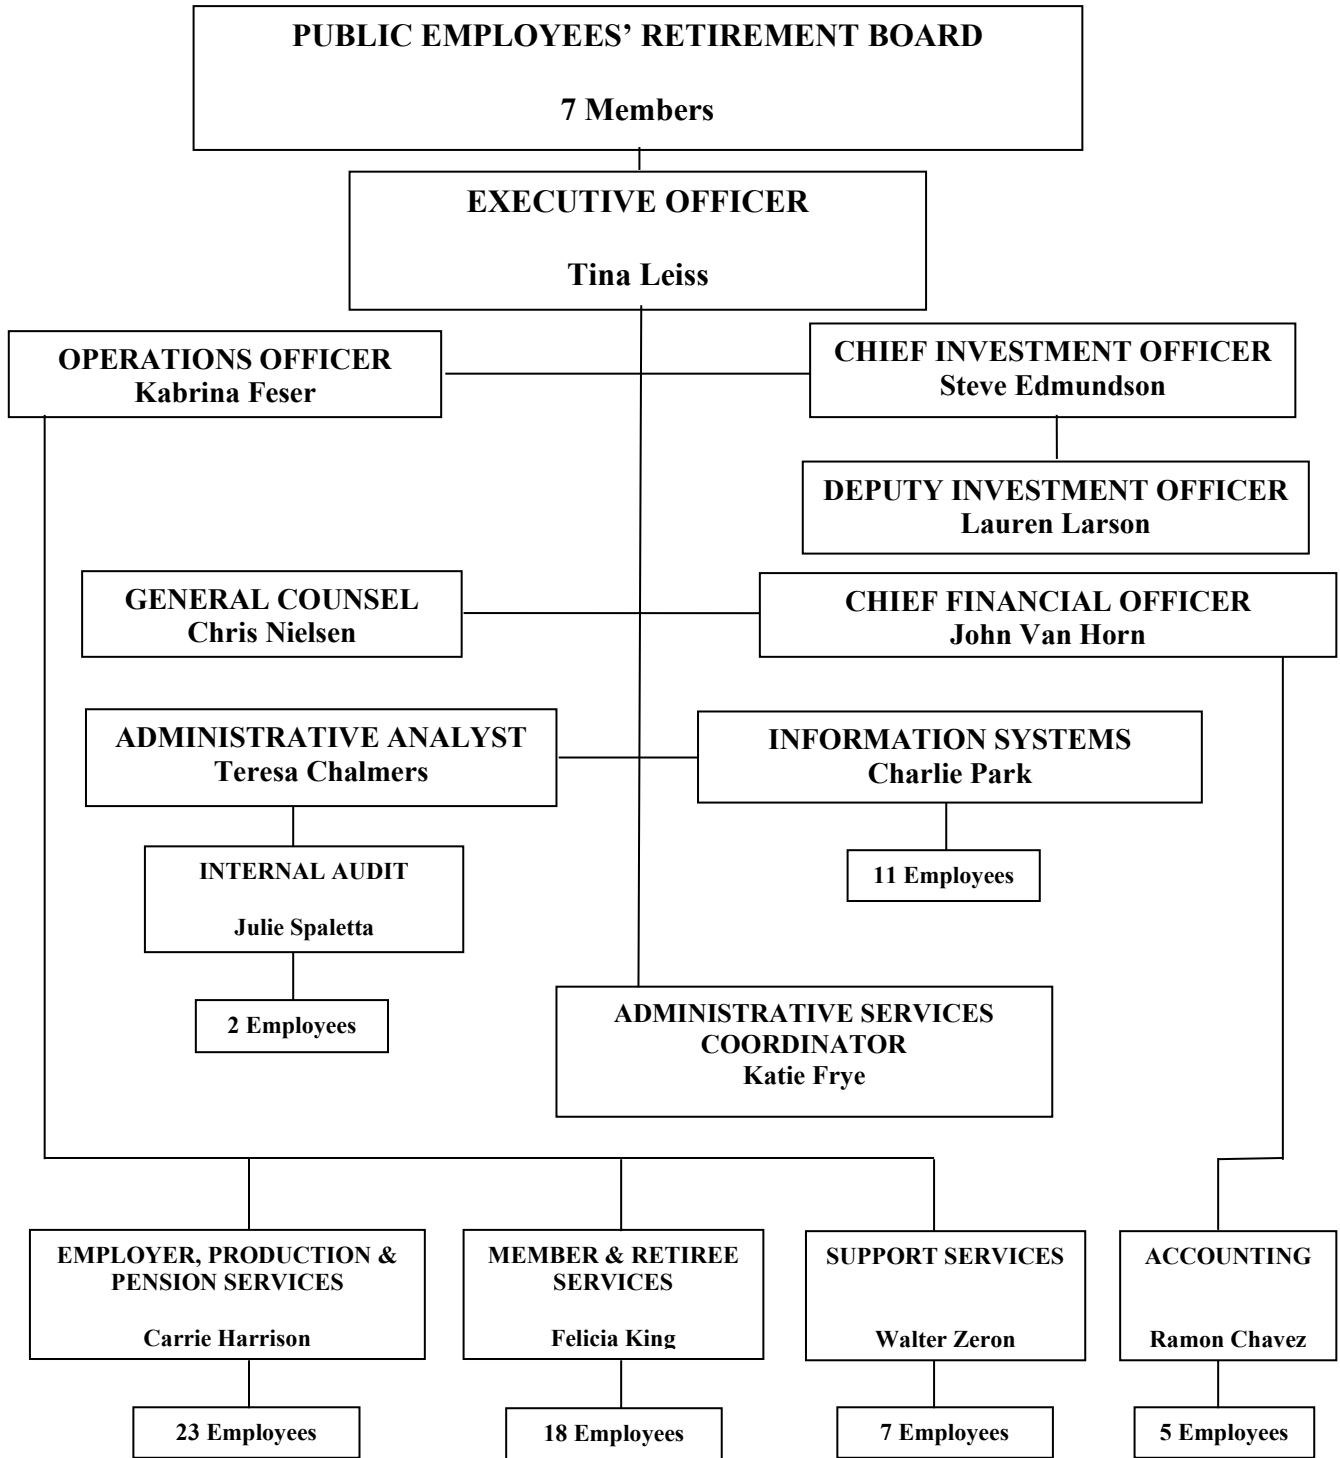 PUBLIC EMPLOYEES’ RETIREMENT BOARD
7 Members
EXECUTIVE OFFICER
Tina Leiss
OPERATIONS OFFICER
Kabrina Feser
CHIEF INVESTMENT OFFICER
Steve Edmundson
DEPUTY INVESTMENT OFFICER
Lauren Larson
GENERAL COUNSEL
Chris Nielsen
CHIEF FINANCIAL OFFICER
John Van Horn
ADMINISTRATIVE ANALYST
Teresa Chalmers
INFORMATION SYSTEMS
Charlie Park
INTERNAL AUDIT
Julie Spaletta
11 Employees
2 Employees
ADMINISTRATIVE SERVICES
COORDINATOR
Katie Frye
EMPLOYER, PRODUCTION &
PENSION SERVICES
Carrie Harrison
MEMBER & RETIREE
SERVICES
Felicia King
SUPPORT SERVICES
Walter Zeron
ACCOUNTING
Ramon Chavez
23 Employees
18 Employees
7 Employees
5 Employees